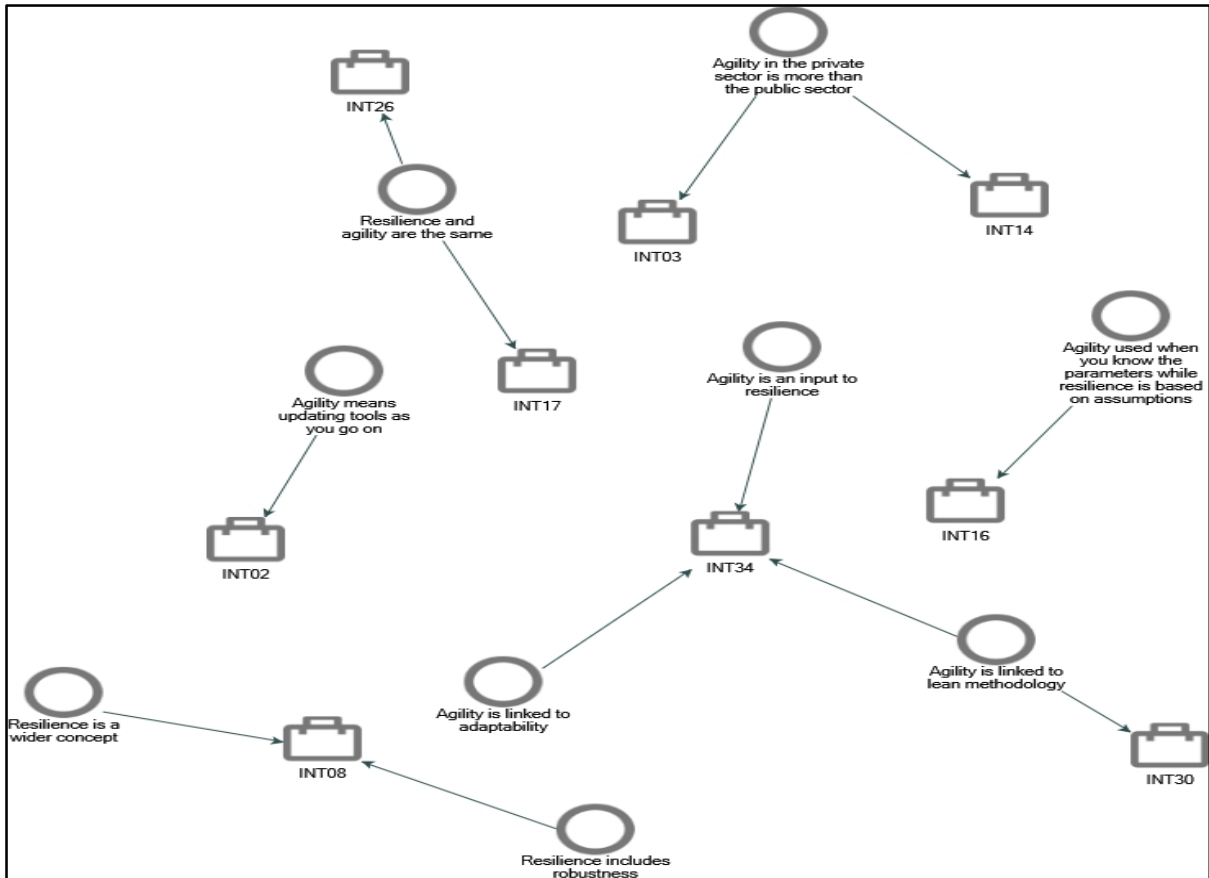 Agility in the private
sector is more than
the public sector
INT26
Resilience and
agility are the same
INT03
INT14
Agility used when
you know the
parameters while
resilience is based
on assumptions
Agility is an input to
resilience
INT17
Agility means
updating tools as
you go on
INT16
INT02
INT34
Agility is linked to
lean methodology
Agility is linked to
adaptability
Resilience is a
wider concept
INT08
INT30
Resilience includes
robustness